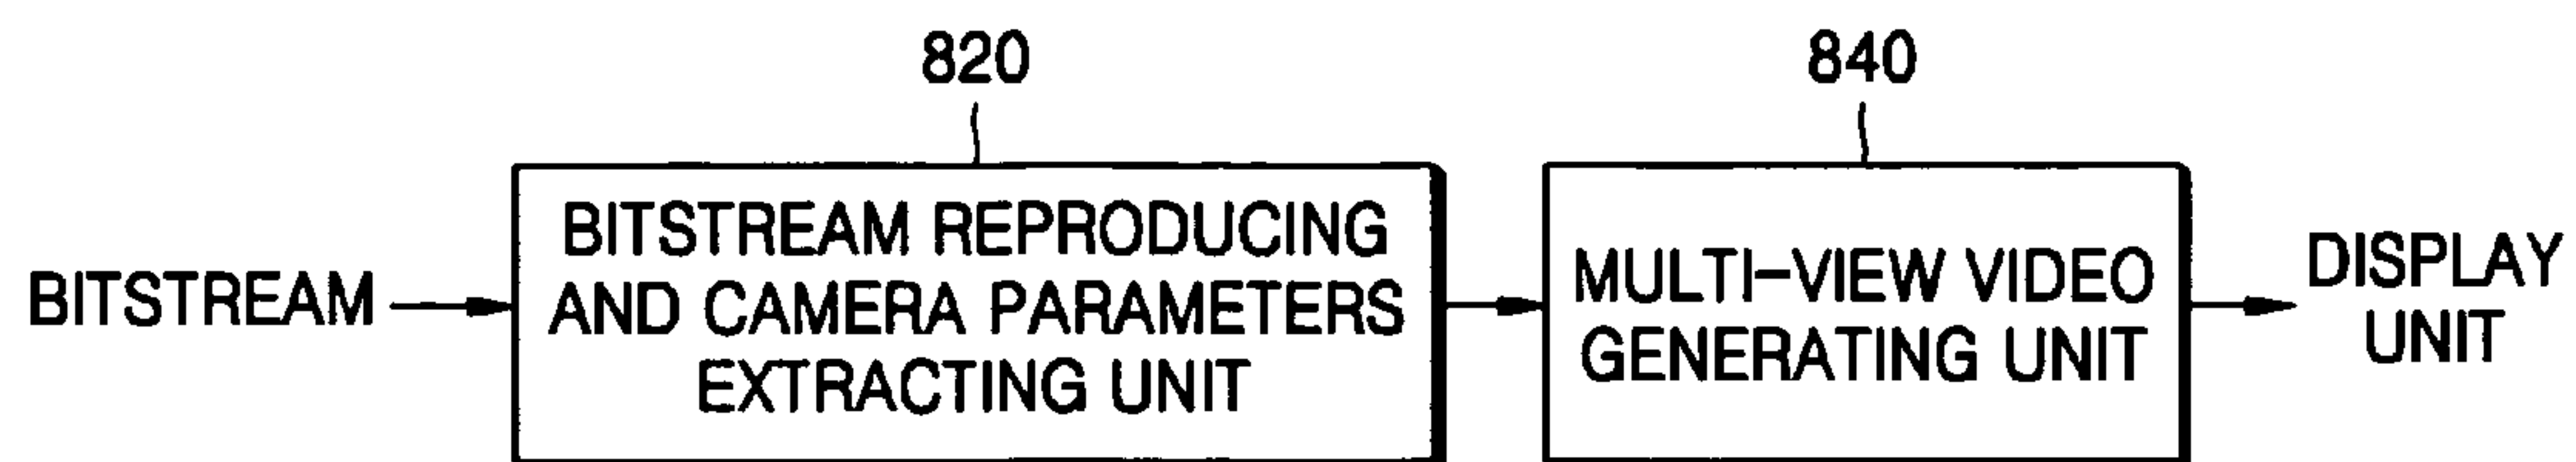 820
840
BITSTREAM
BITSTREAM REPRODUCING
AND CAMERA PARAMETERS
EXTRACTING UNIT
MULTI-VIEW VIDEO
GENERATING UNIT
DISPLAY
UNIT